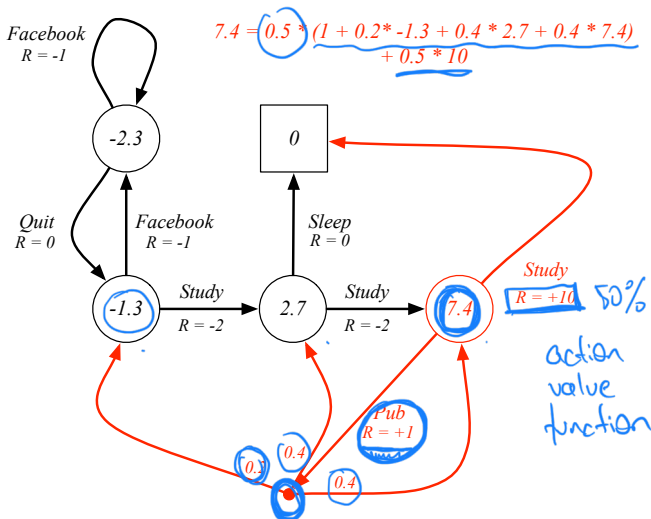 7.4 = 0.5 * (1 + 0.2* -1.3 + 0.4 * 2.7 + 0.4 * 7.4)
+ 0.5 * 10
Facebook
R = -1
-2.3
0
Quit
R = 0
Facebook
R = -1
Sleep
R = 0
-1.3
Study
R = -2
2.7
Study
R = -2
7.4
Study
R = +10
50%
action
value
function
Pub
R = +1
0.2
0.4
0.4